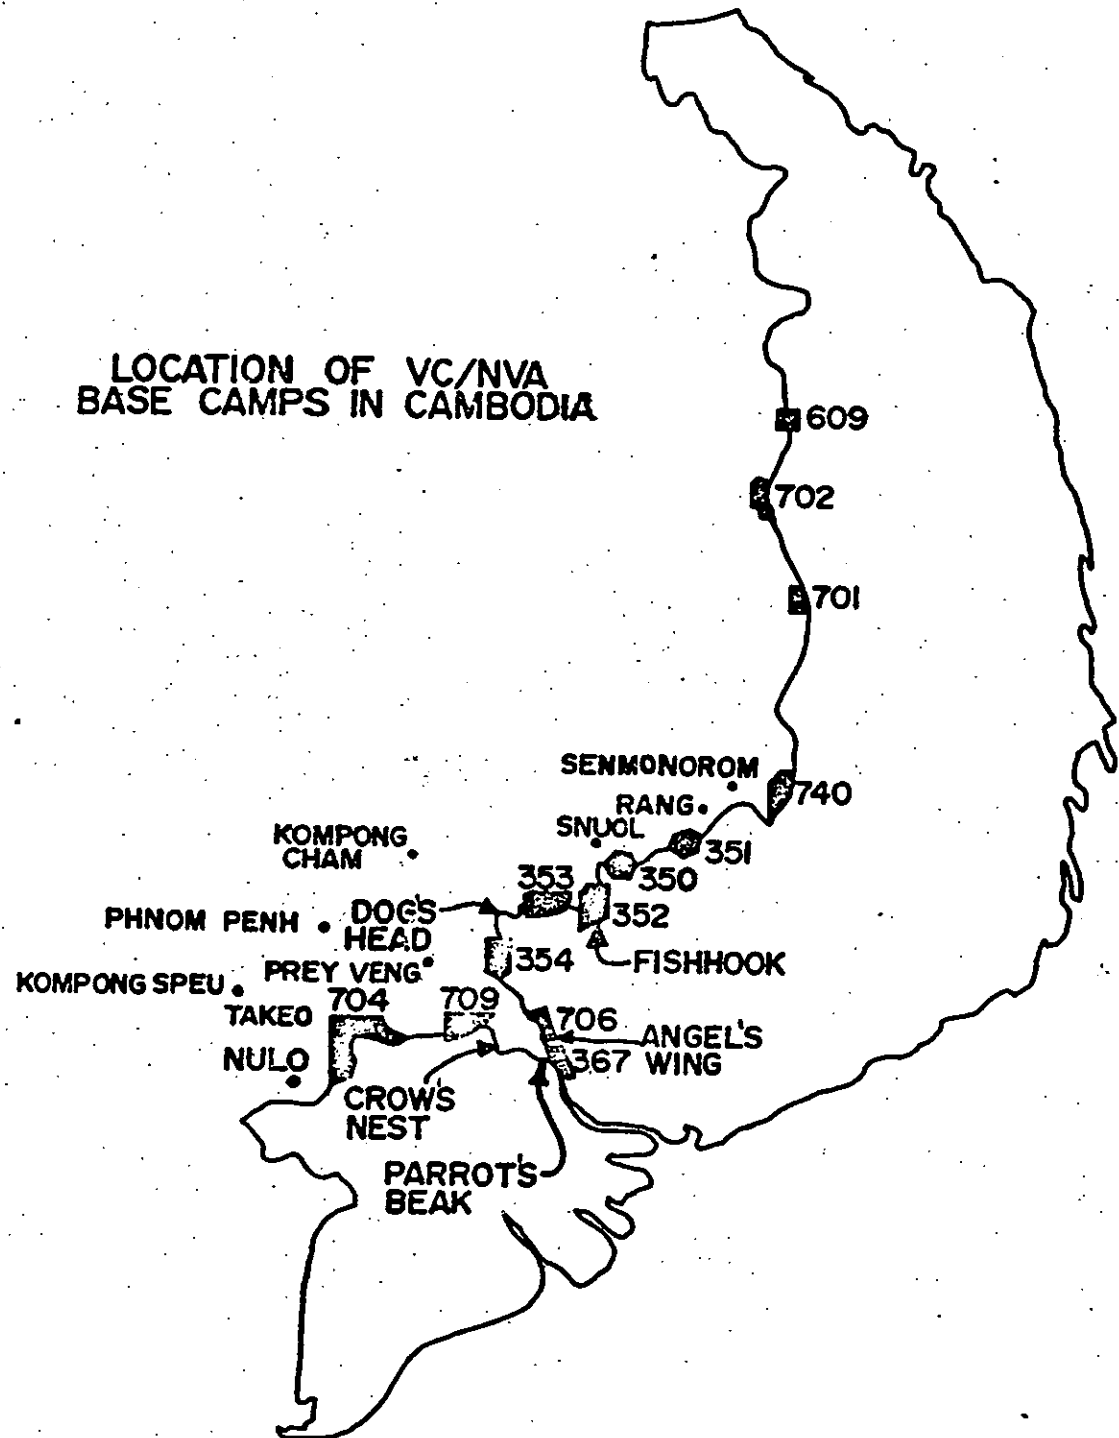 LOCATION OF VC/NVA
BASE CAMPS IN CAMBODIA
609
702
701
SENMONOROM
740
RANG
SNUOL
351
KOMPONG
CHAM
350
353
352
PHNOM PENH
DOG'S
HEAD
354
FISHHOOK
PREY VENG
KOMPONG SPEU
704
709
TAKEO
706
ANGEL'S
WING
367
NULO
CROW'S
NEST
PARROT'S
BEAK